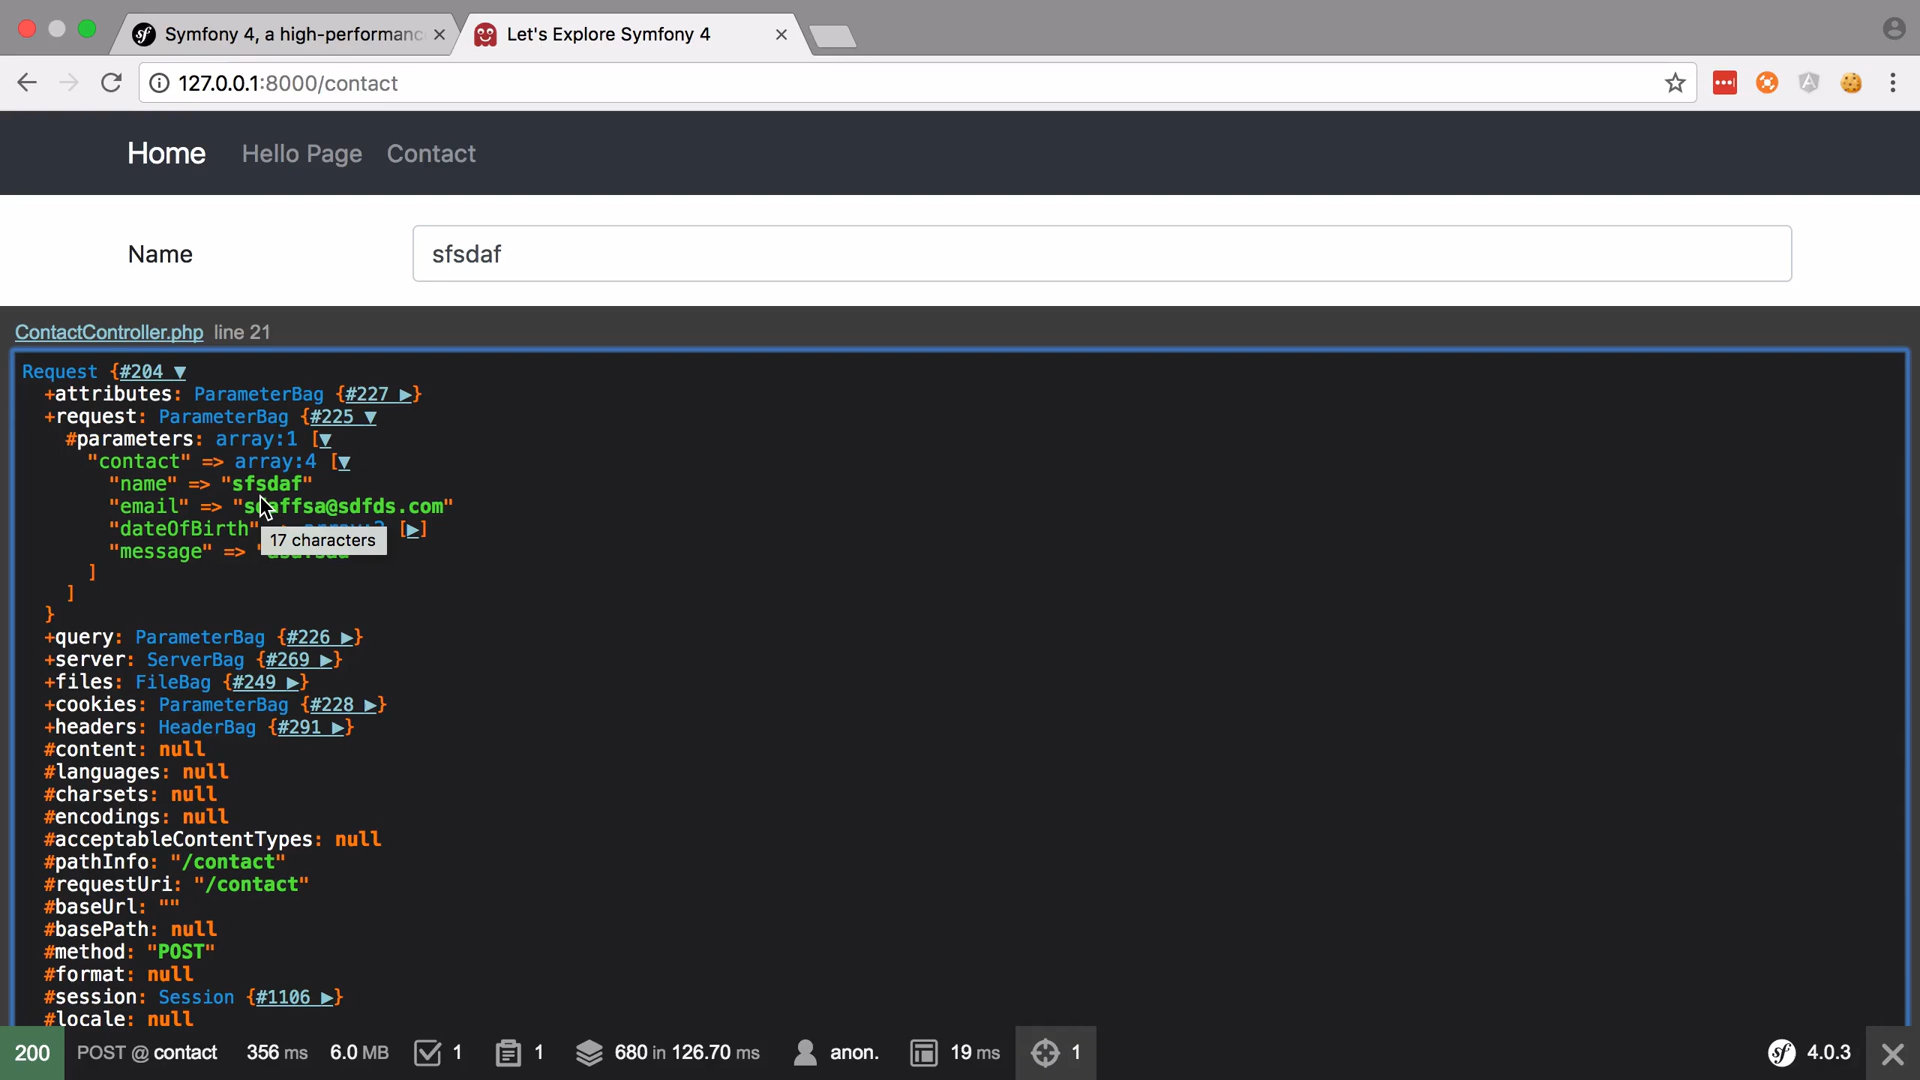 Symfony 4, a high-performanc
Let's Explore Symfony 4
127.0.0.1:8000/contact
Home Hello Page Contact
Name sfsdaf
ContactController.php line 21
Request {#204 ▼
+attributes: ParameterBag {#227 ▶}
+request: ParameterBag {#225 ▼
#parameters: array:1 [▼
"contact" => array:4 [▼
"name" => "sfsdaf"
"email" => "sdaffsa@sdfds.com"
"dateOfBirth" [▶]
17 characters
"message" => "
]
]
}
+query: ParameterBag {#226 ▶}
+server: ServerBag {#269 ▶}
+files: FileBag {#249 ▶}
+cookies: ParameterBag {#228 ▶}
+headers: HeaderBag {#291 ▶}
#content: null
#languages: null
#charsets: null
#encodings: null
#acceptableContentTypes: null
#pathInfo: "/contact"
#requestUri: "/contact"
#baseUrl: ""
#basePath: null
#method: "POST"
#format: null
#session: Session {#1106 ▶}
#locale: null
200 POST @ contact 356 ms 6.0 MB 1 1 680 in 126.70 ms anon. 19 ms 1 4.0.3